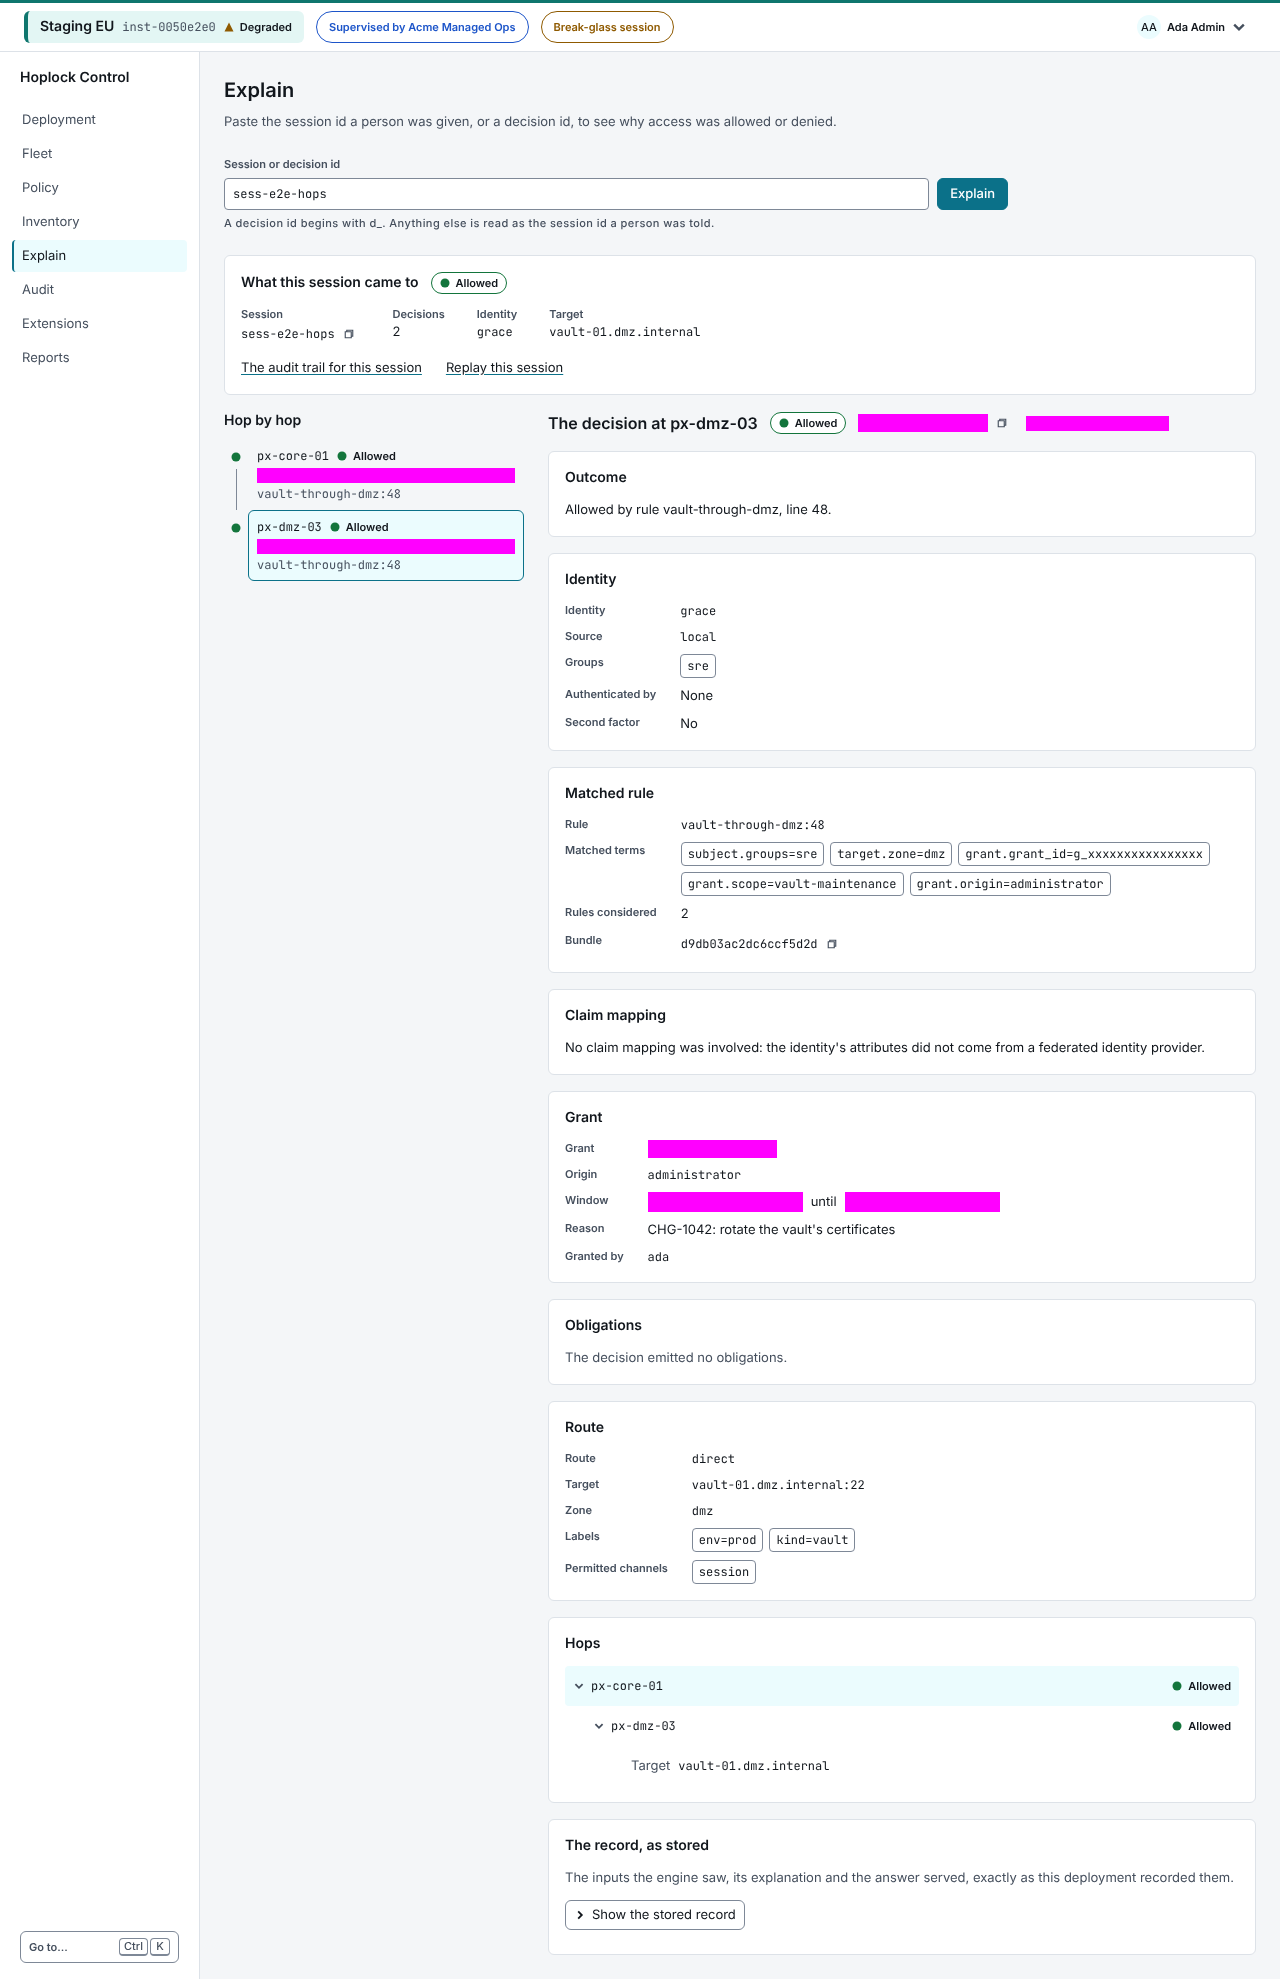 Staging EU inst-0050e2e0 Degraded Supervised by Acme Managed Ops Break-glass session AA Ada Admin
Hoplock Control
Deployment
Fleet
Policy
Inventory
Explain
Audit
Extensions
Reports
Go to... Ctrl K
Explain
Paste the session id a person was given, or a decision id, to see why access was allowed or denied.
Session or decision id
sess-e2e-hops Explain
A decision id begins with d_. Anything else is read as the session id a person was told.
What this session came to Allowed
Session Decisions Identity Target
sess-e2e-hops 2 grace vault-01.dmz.internal
The audit trail for this session Replay this session
Hop by hop
px-core-01 Allowed
vault-through-dmz:48
px-dmz-03 Allowed
vault-through-dmz:48
The decision at px-dmz-03 Allowed
Outcome
Allowed by rule vault-through-dmz, line 48.
Identity
Identity grace
Source local
Groups sre
Authenticated by None
Second factor No
Matched rule
Rule vault-through-dmz:48
Matched terms subject.groups=sre target.zone=dmz grant.grant_id=g_xxxxxxxxxxxxxxxx
grant.scope=vault-maintenance grant.origin=administrator
Rules considered 2
Bundle d9db03ac2dc6ccf5d2d
Claim mapping
No claim mapping was involved: the identity's attributes did not come from a federated identity provider.
Grant
Grant
Origin administrator
Window until
Reason CHG-1042: rotate the vault's certificates
Granted by ada
Obligations
The decision emitted no obligations.
Route
Route direct
Target vault-01.dmz.internal:22
Zone dmz
Labels env=prod kind=vault
Permitted channels session
Hops
px-core-01 Allowed
px-dmz-03 Allowed
Target vault-01.dmz.internal
The record, as stored
The inputs the engine saw, its explanation and the answer served, exactly as this deployment recorded them.
Show the stored record